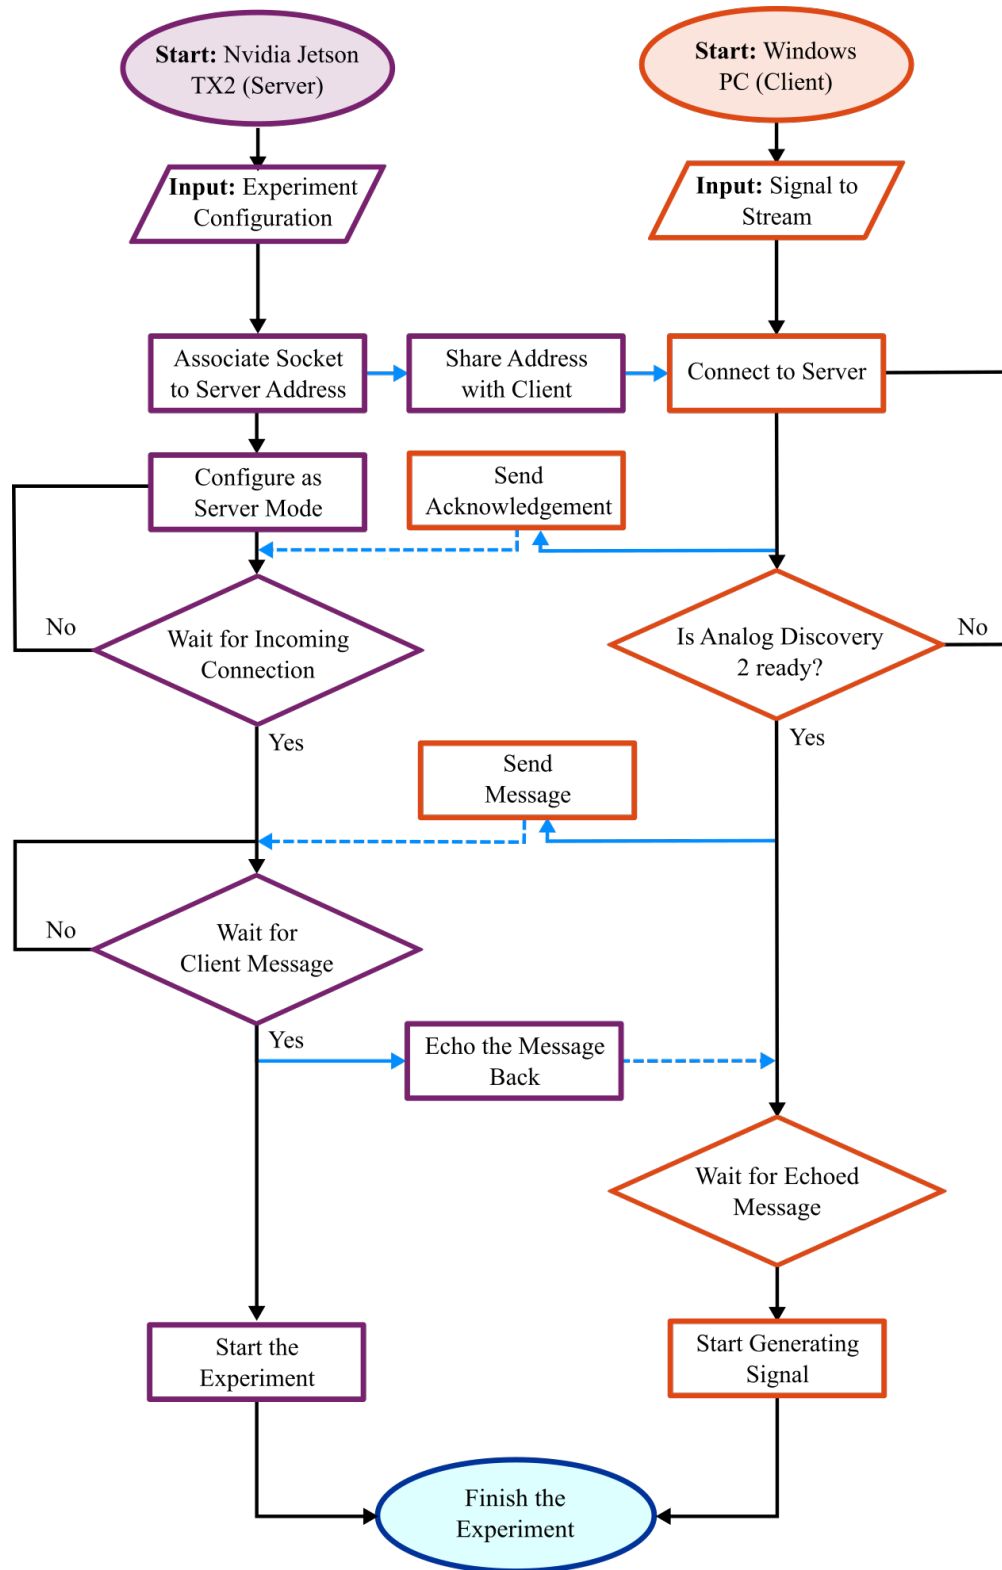 Start: Nvidia Jetson
TX2 (Server)
Start: Windows
PC (Client)
Input: Experiment
Configuration
Input: Signal to
Stream
Associate Socket
to Server Address
Share Address
with Client
Connect to Server
Configure as
Server Mode
Send
Acknowledgement
No
Wait for Incoming
Connection
Is Analog Discovery
2 ready?
No
Yes
Yes
Send
Message
No
Wait for
Client Message
Yes
Echo the Message
Back
Wait for Echoed
Message
Start the
Experiment
Start Generating
Signal
Finish the
Experiment